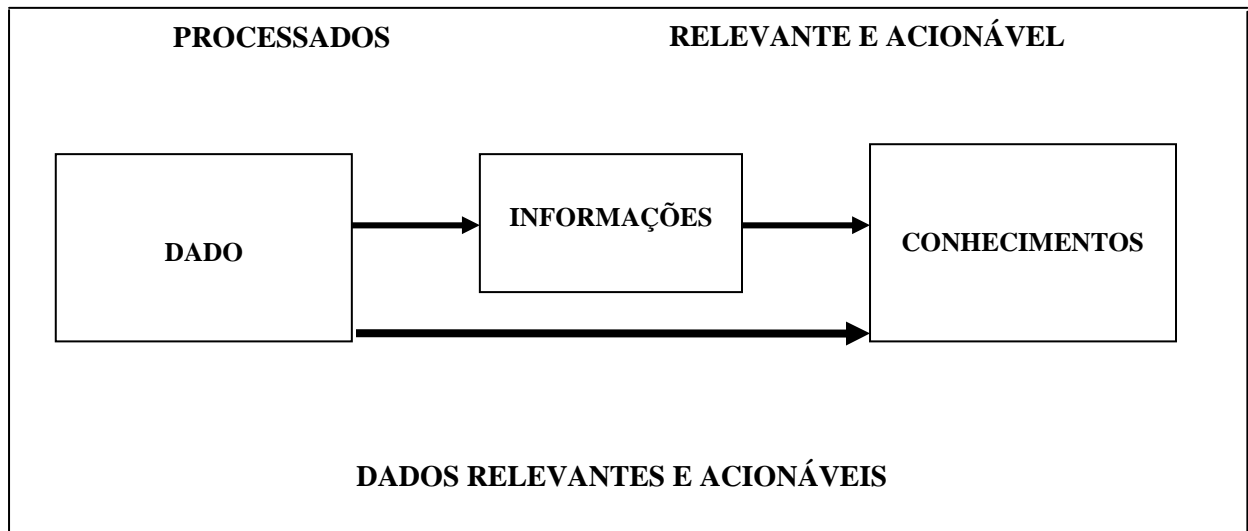 PROCESSADOS
RELEVANTE E ACIONÁVEL
DADO
INFORMAÇÕES
CONHECIMENTOS
DADOS RELEVANTES E ACIONÁVEIS